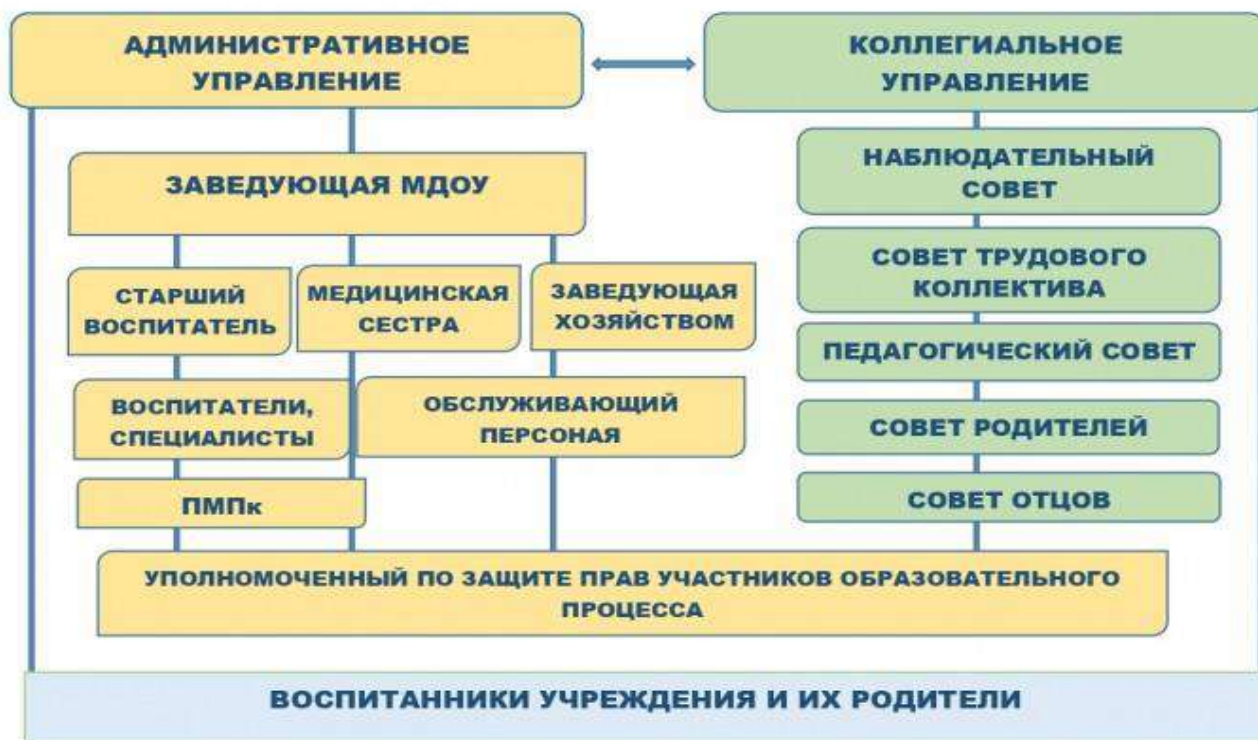 АДМИНИСТРАТИВНОЕ
УПРАВЛЕНИЕ
КОЛЛЕГИАЛЬНОЕ
УПРАВЛЕНИЕ
ЗАВЕДУЮЩАЯ МДОУ
НАБЛЮДАТЕЛЬНЫЙ
СОВЕТ
СТАРШИЙ
ВОСПИТАТЕЛЬ
МЕДИЦИНСКАЯ
СЕСТРА
ЗАВЕДУЮЩАЯ
ХОЗЯЙСТВОМ
СОВЕТ ТРУДОВОГО
КОЛЛЕКТИВА
ПЕДАГОГИЧЕСКИЙ СОВЕТ
ВОСПИТАТЕЛИ,
СПЕЦИАЛИСТЫ
ОБСЛУЖИВАЮЩИЙ
ПЕРСОНАЯ
СОВЕТ РОДИТЕЛЕЙ
ПМПк
СОВЕТ ОТЦОВ
УПОЛНОМОЧЕННЫЙ ПО ЗАЩИТЕ ПРАВ УЧАСТНИКОВ ОБРАЗОВАТЕЛЬНОГО
ПРОЦЕССА
ВОСПИТАННИКИ УЧРЕЖДЕНИЯ И ИХ РОДИТЕЛИ